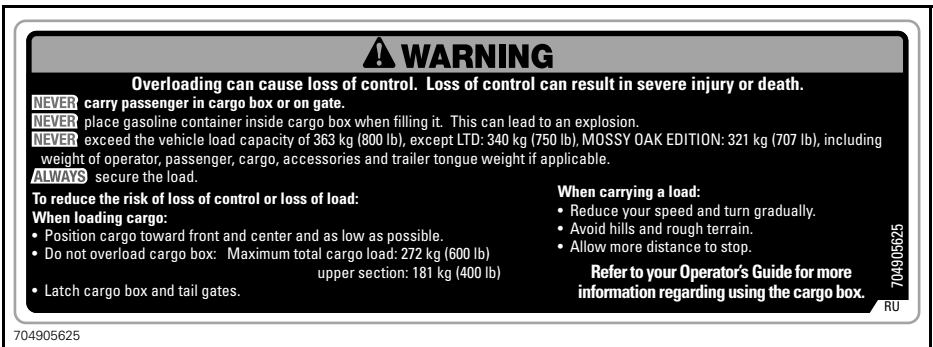 WARNING
Overloading can cause loss of control. Loss of control can result in severe injury or death.
NEVER carry passenger in cargo box or on gate.
NEVER place gasoline container inside cargo box when filling it. This can lead to an explosion.
NEVER exceed the vehicle load capacity of 363 kg (800 lb), except LTD: 340 kg (750 lb), MOSSY OAK EDITION: 321 kg (707 lb), including
weight of operator, passenger, cargo, accessories and trailer tongue weight if applicable.
ALWAYS secure the load.
To reduce the risk of loss of control or loss of load:
When loading cargo:
• Position cargo toward front and center and as low as possible.
• Do not overload cargo box: Maximum total cargo load: 272 kg (600 lb)
upper section: 181 kg (400 lb)
• Latch cargo box and tail gates.
When carrying a load:
• Reduce your speed and turn gradually.
• Avoid hills and rough terrain.
• Allow more distance to stop.
Refer to your Operator's Guide for more
information regarding using the cargo box.
704905625
RU
704905625